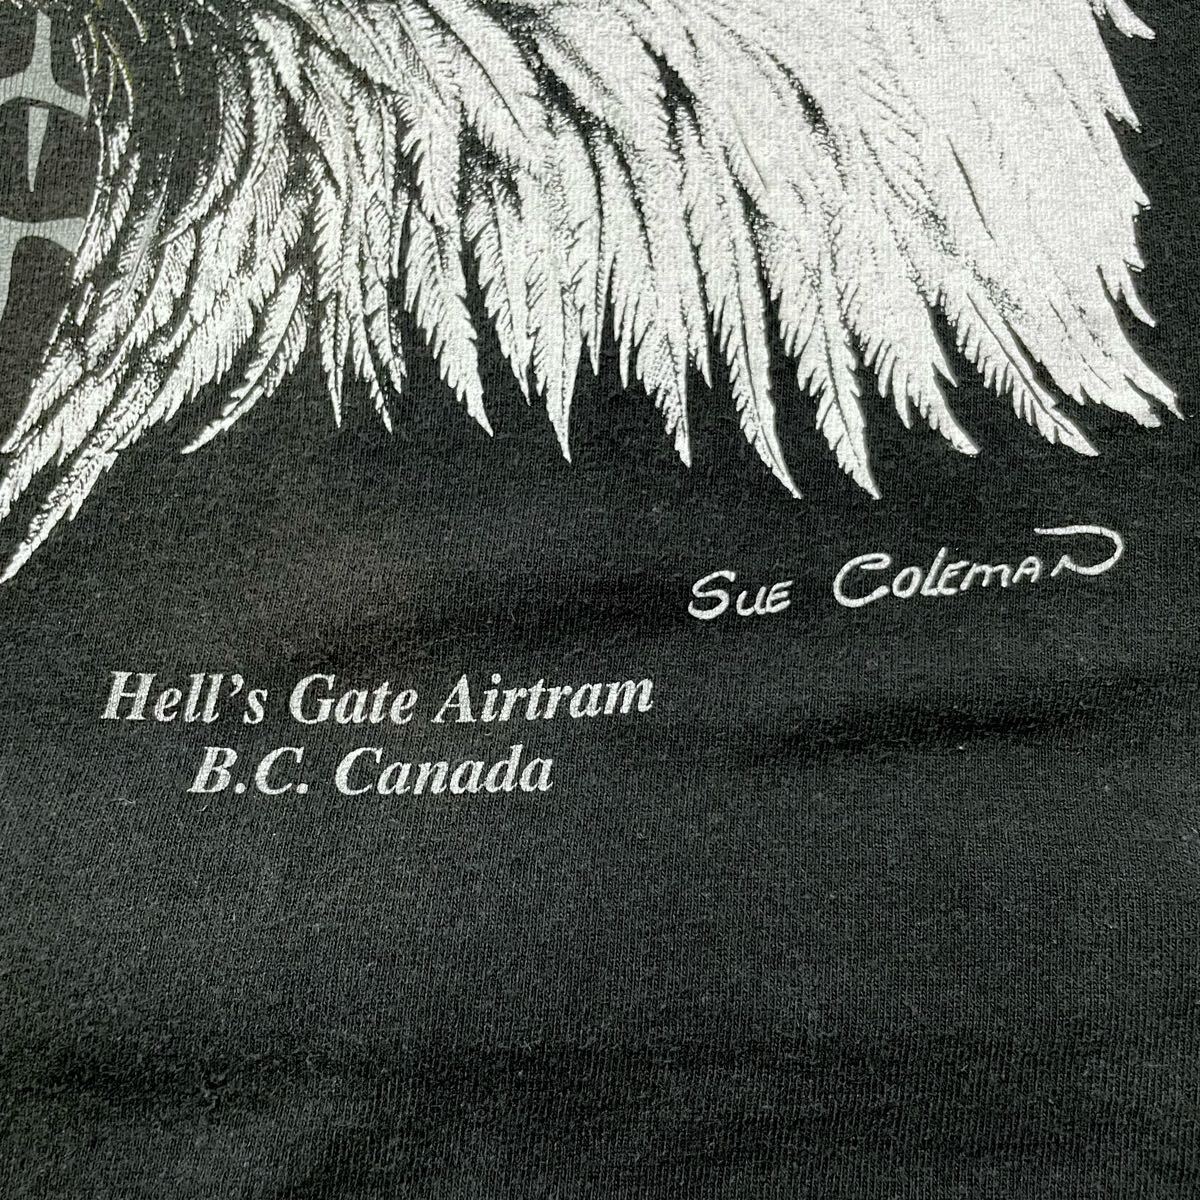 Sue Coleman
Hell's Gate Airtram
B.C. Canada